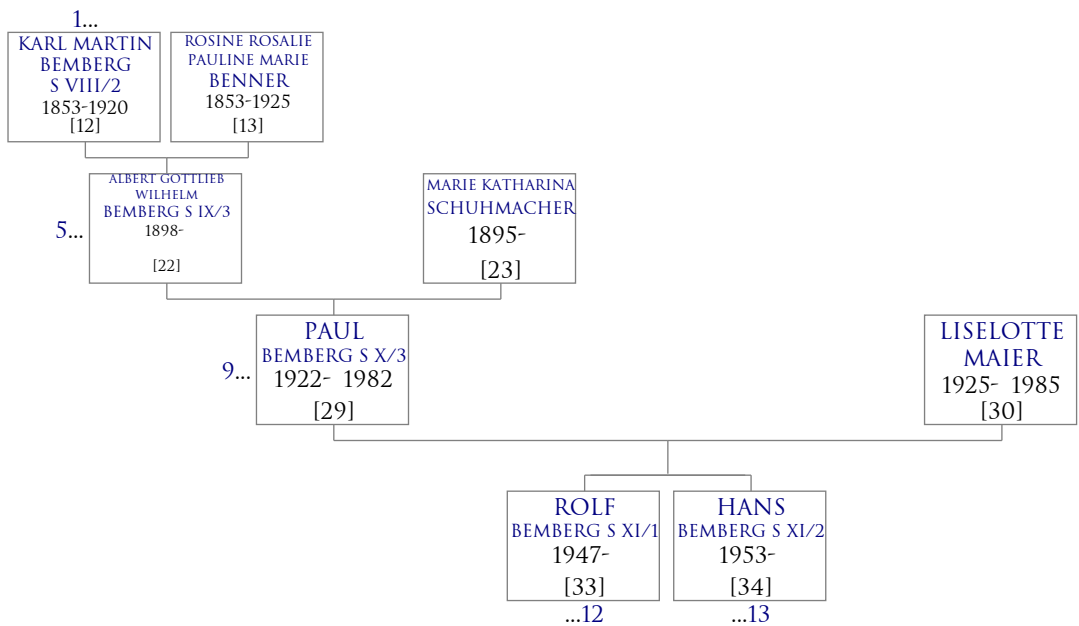 1...
KARL MARTIN
BEMBERG
S VIII/2
1853-1920
[12]
ROSINE ROSALIE
PAULINE MARIE
BENNER
1853-1925
[13]
5...
ALBERT GOTTLIEB
WILHELM
BEMBERG S IX/3
1898-
[22]
MARIE KATHARINA
SCHUHMACHER
1895-
[23]
9...
PAUL
BEMBERG S X/3
1922- 1982
[29]
LISELOTTE
MAIER
1925- 1985
[30]
ROLF
BEMBERG S XI/1
1947-
[33]
...12
HANS
BEMBERG S XI/2
1953-
[34]
...13